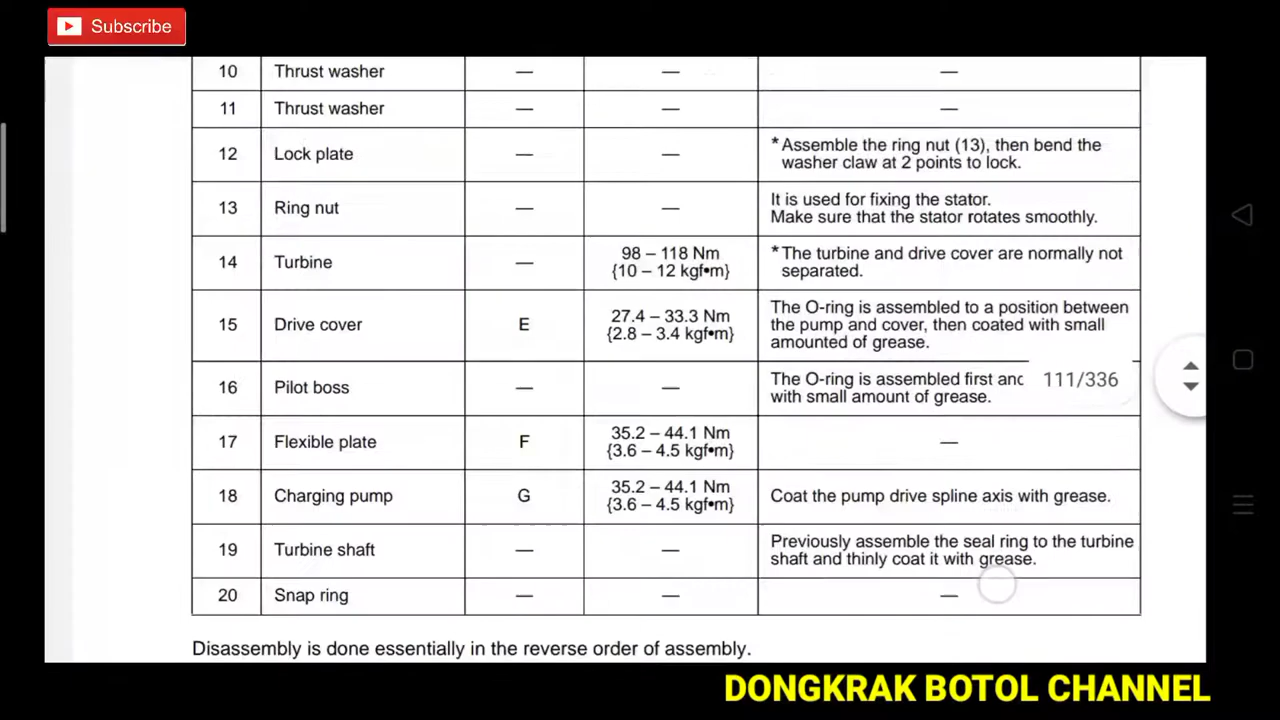 Subscribe
10 Thrust washer — — —
11 Thrust washer — — —
12 Lock plate — — *Assemble the ring nut (13), then bend the
washer claw at 2 points to lock.
13 Ring nut — — It is used for fixing the stator.
Make sure that the stator rotates smoothly.
14 Turbine — 98 – 118 Nm
{10 – 12 kgf•m}
*The turbine and drive cover are normally not
separated.
15 Drive cover E 27.4 – 33.3 Nm
{2.8 – 3.4 kgf•m}
The O-ring is assembled to a position between
the pump and cover, then coated with small
amounted of grease.
16 Pilot boss — — The O-ring is assembled first and
with small amount of grease.
111/336
17 Flexible plate F 35.2 – 44.1 Nm
{3.6 – 4.5 kgf•m}
—
18 Charging pump G 35.2 – 44.1 Nm
{3.6 – 4.5 kgf•m}
Coat the pump drive spline axis with grease.
19 Turbine shaft — — Previously assemble the seal ring to the turbine
shaft and thinly coat it with grease.
20 Snap ring — — —
Disassembly is done essentially in the reverse order of assembly.
DONGKRAK BOTOL CHANNEL